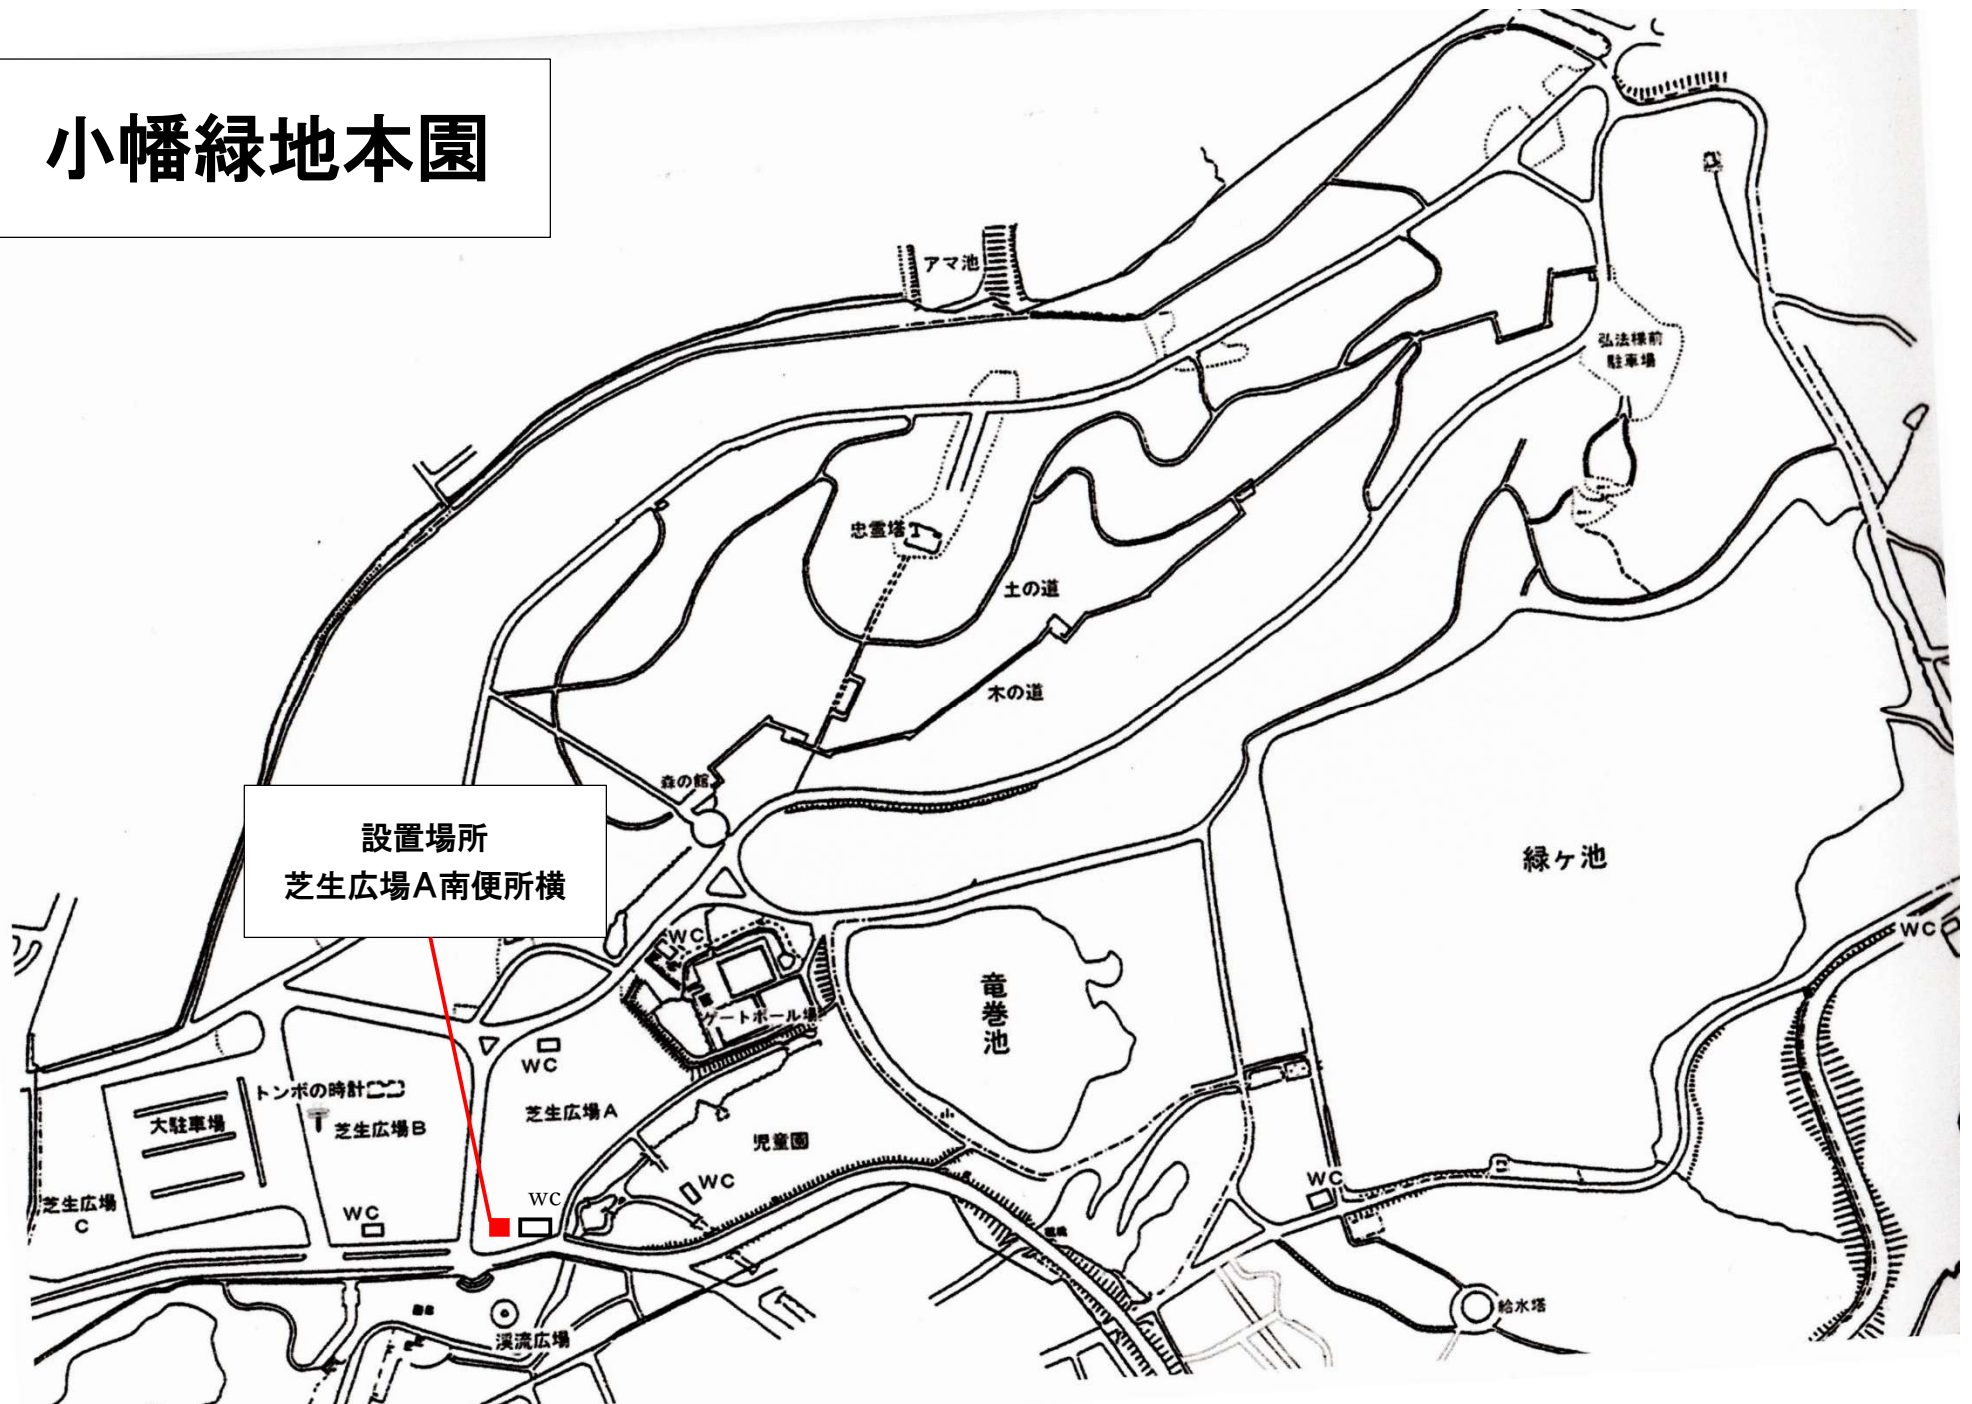 小幡緑地本園
アマ池
弘法様前
駐車場
忠霊塔
土の道
木の道
森の館
設置場所
芝生広場A南便所横
緑ヶ池
WC
WC
竜巻池
ゲートボール場
WC
トンボの時計
芝生広場A
大駐車場
芝生広場B
児童園
WC
WC
芝生広場
C
WC
WC
給水塔
渓流広場